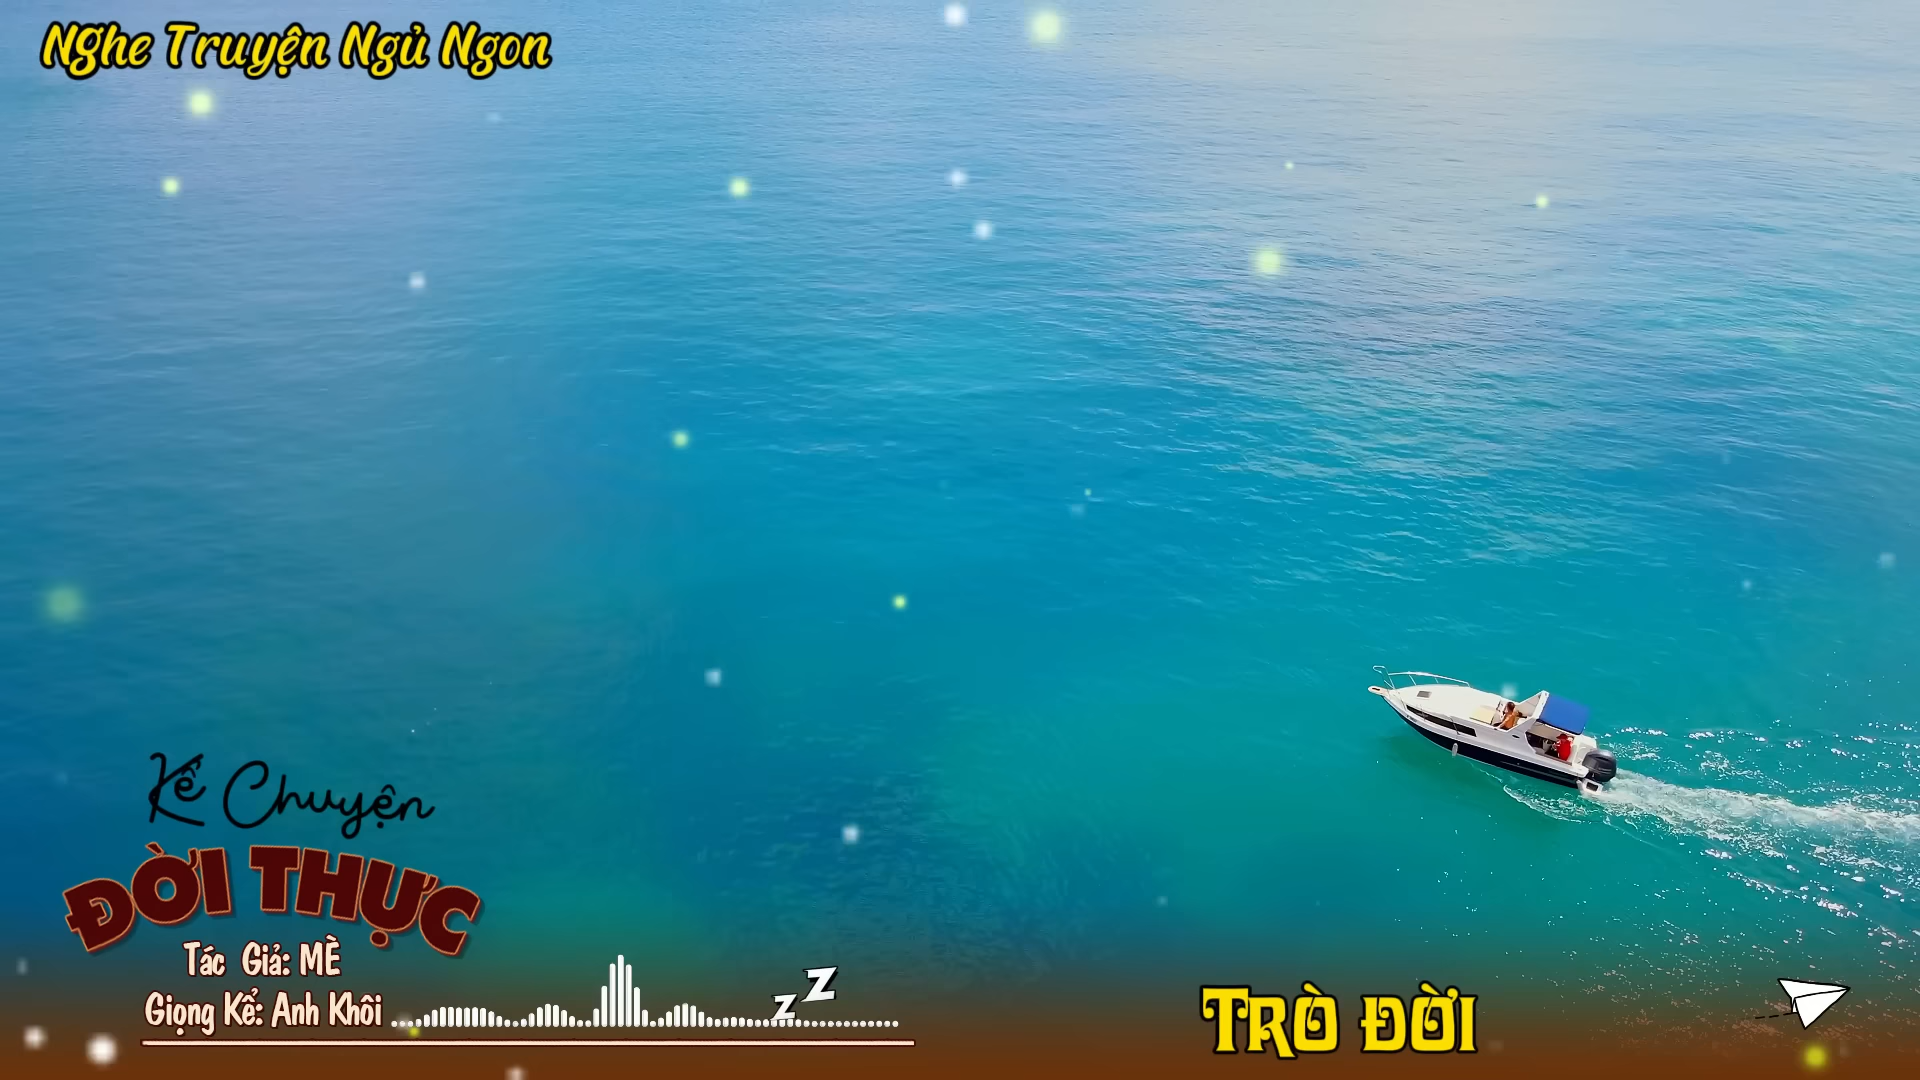 Nghe Truyện Ngủ Ngon
Kể Chuyện
ĐỜI THỰC
Tác Giả: MÈ
Giọng Kể: Anh Khôi
z z
TRÒ ĐỜI